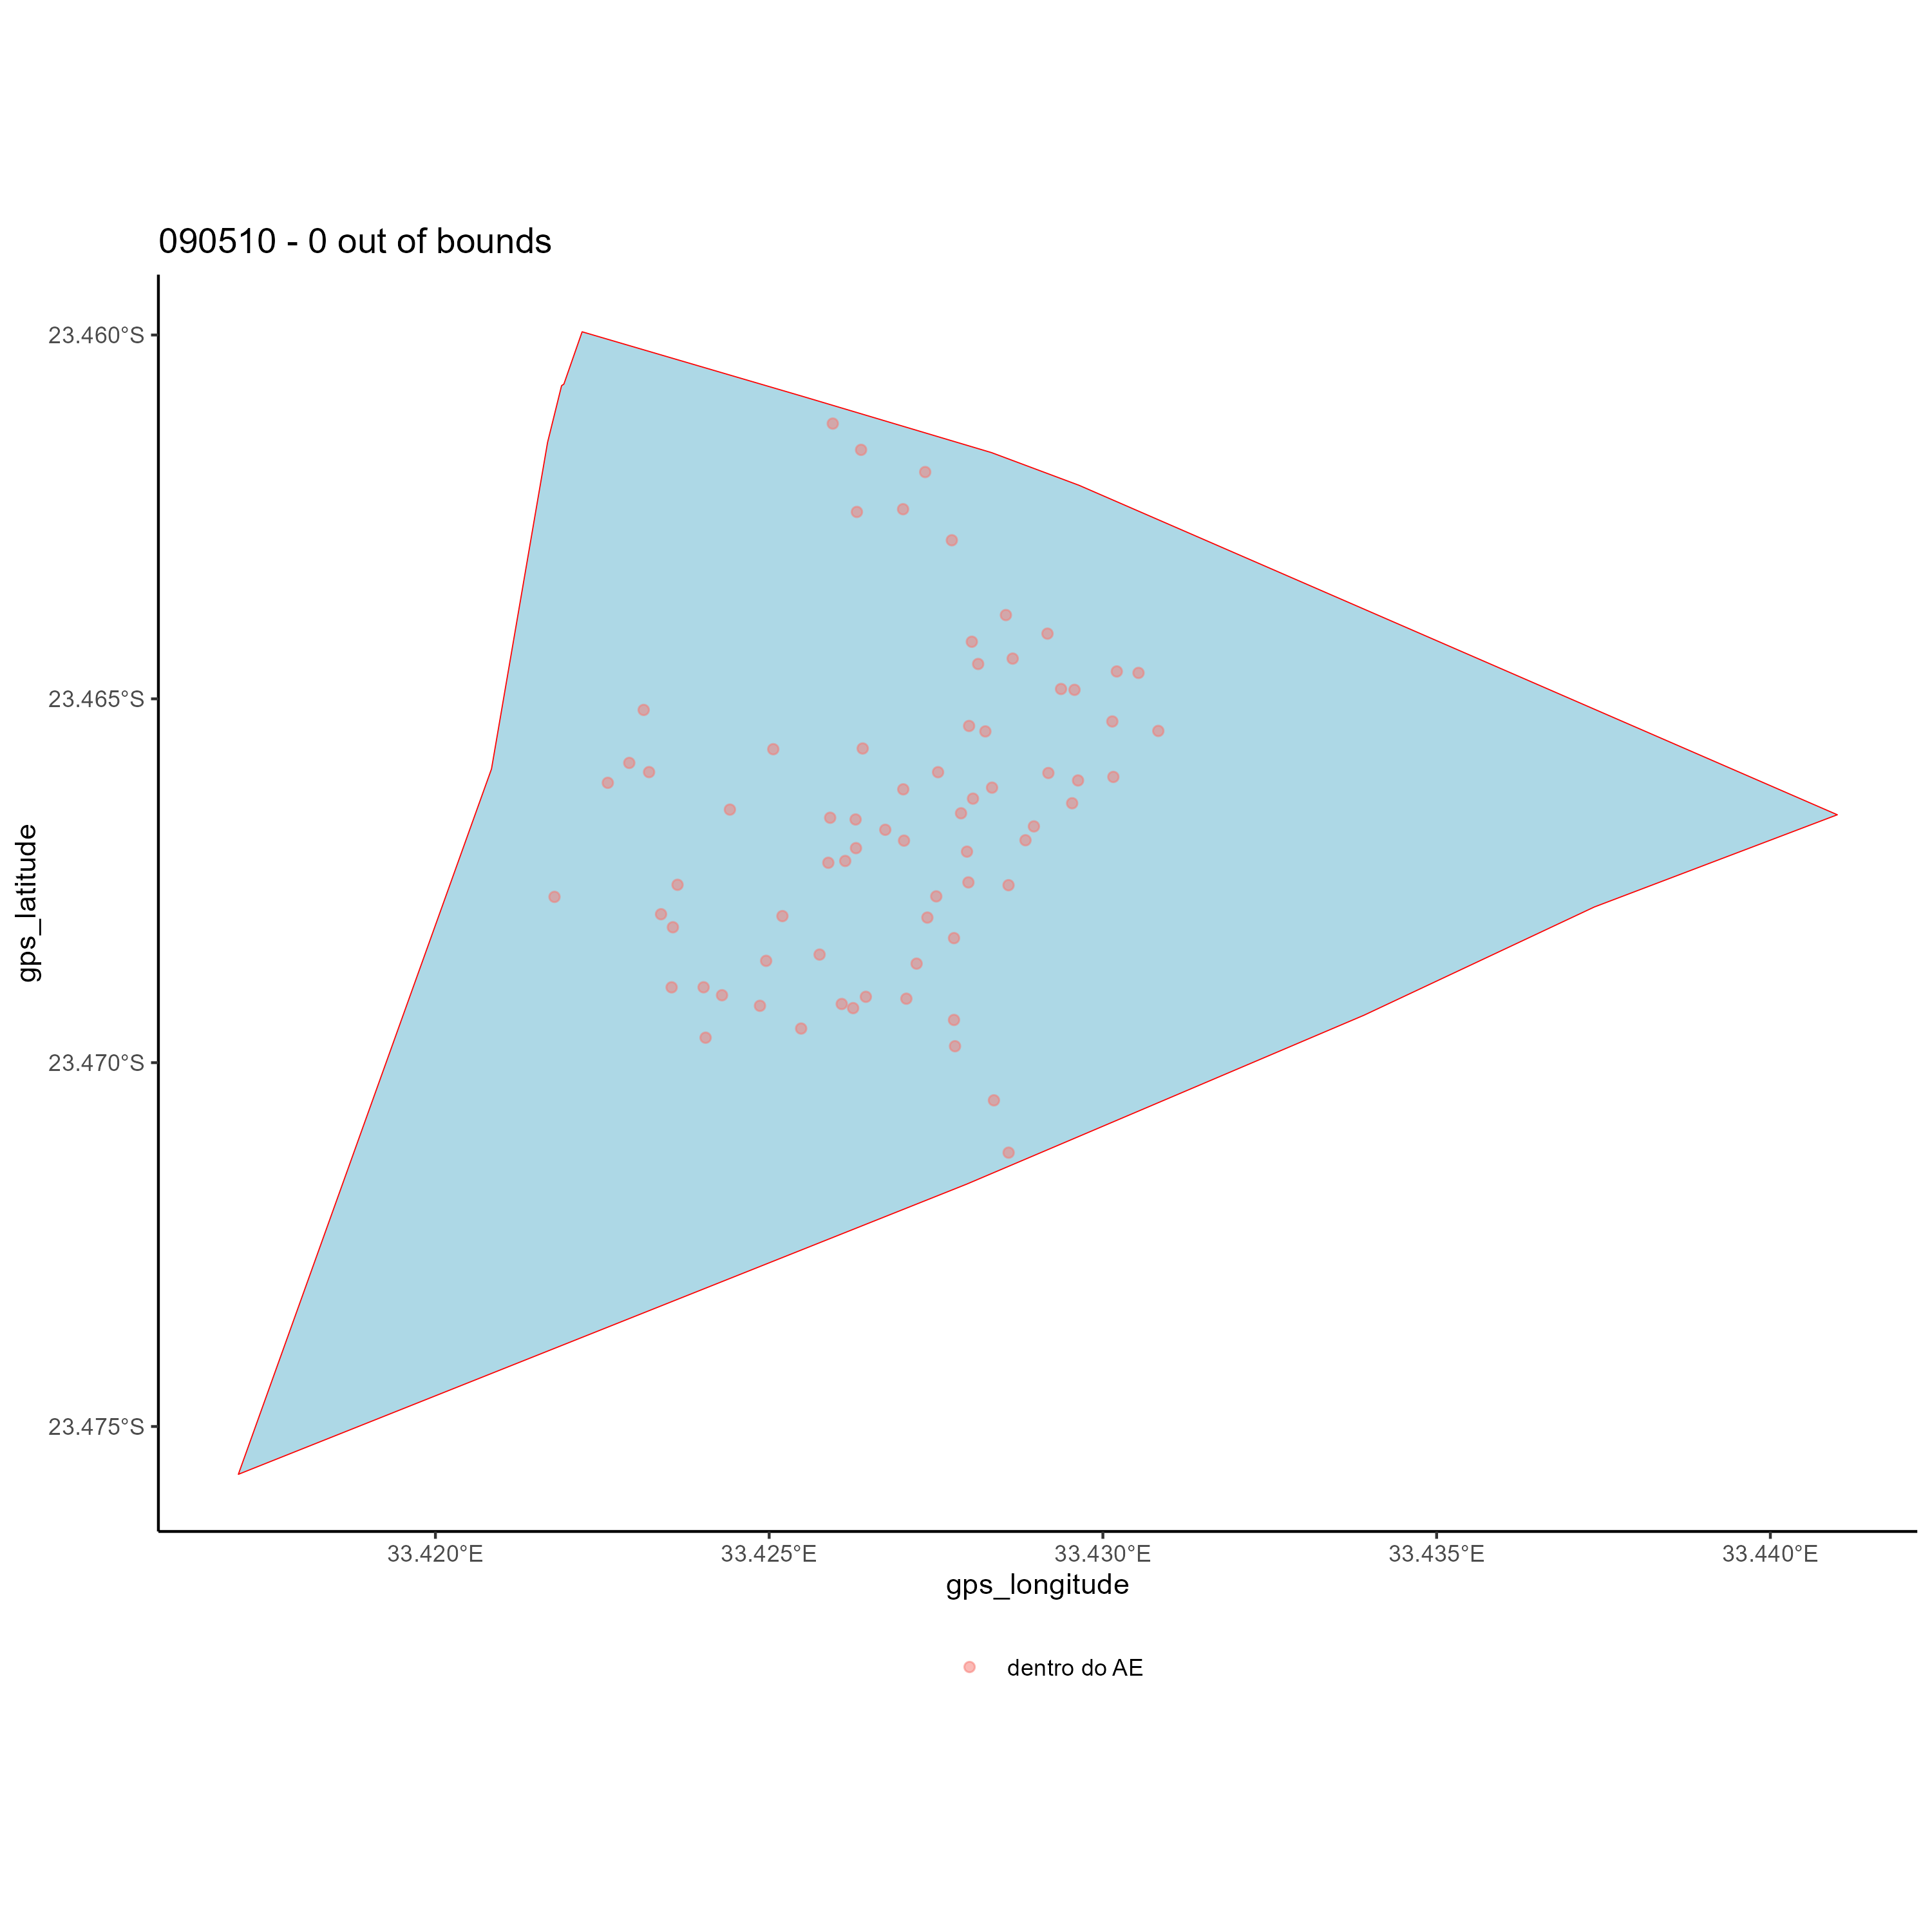 090510 - 0 out of bounds
23.460°S
23.465°S
23.470°S
23.475°S
gps_latitude
33.420°E 33.425°E 33.430°E 33.435°E 33.440°E
gps_longitude
dentro do AE